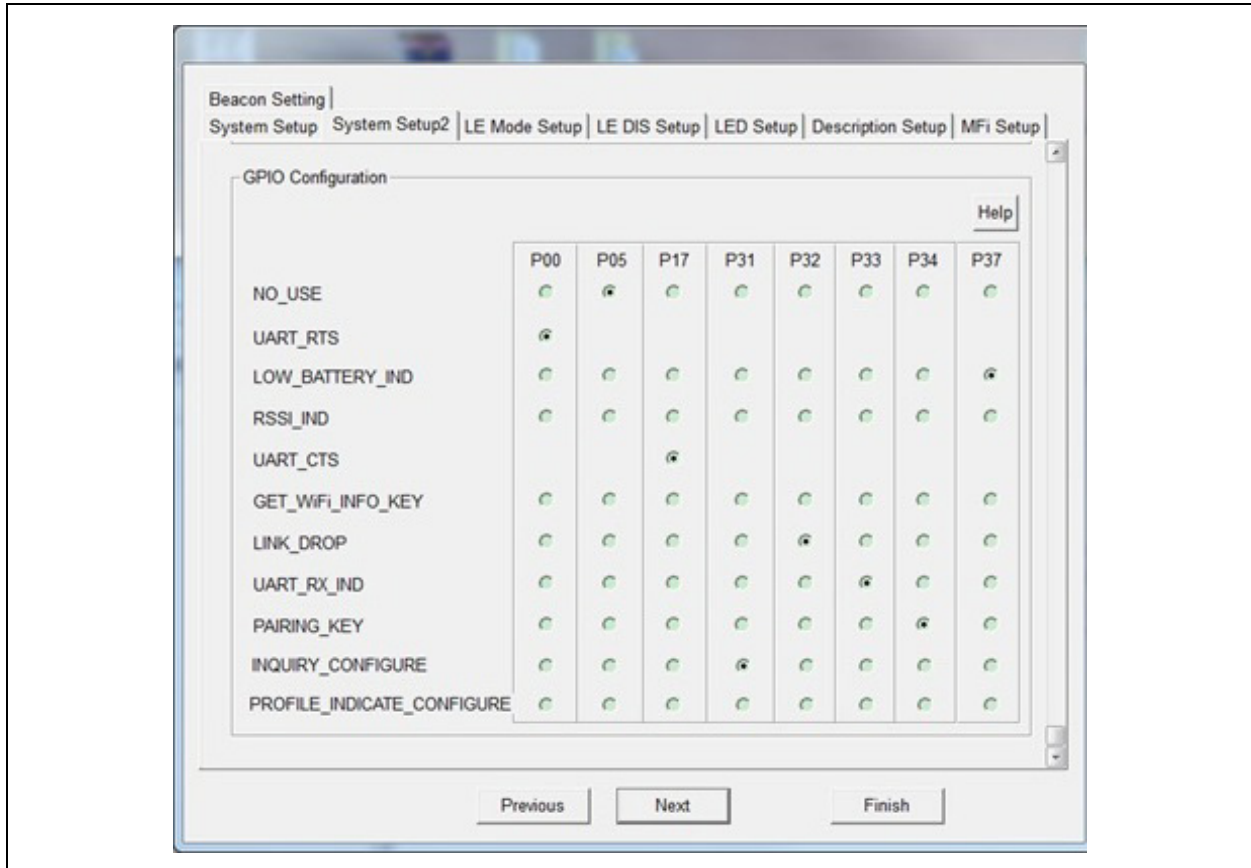 Beacon Setting
System Setup System Setup2 LE Mode Setup LE DIS Setup LED Setup Description Setup MFi Setup
GPIO Configuration
Help
P00 P05 P17 P31 P32 P33 P34 P37
NO_USE
UART_RTS
LOW_BATTERY_IND
RSSI_IND
UART_CTS
GET_WiFi_INFO_KEY
LINK_DROP
UART_RX_IND
PAIRING_KEY
INQUIRY_CONFIGURE
PROFILE_INDICATE_CONFIGURE
Previous Next Finish